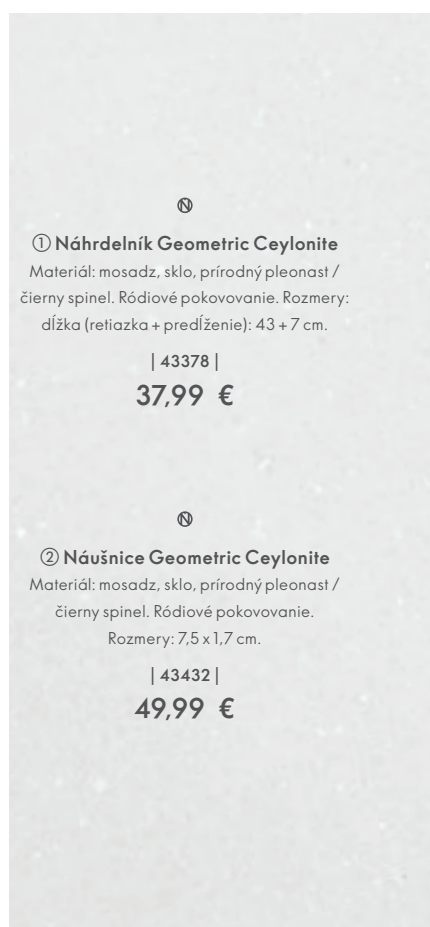 ① Náhrdelník Geometric Ceylonite
Materiál: mosadz, sklo, prírodný pleonast /
čierny spinel. Ródiové pokovovanie. Rozmery:
dĺžka (retiazka + predĺženie): 43 + 7 cm.
| 43378 |
37,99 €
② Náušnice Geometric Ceylonite
Materiál: mosadz, sklo, prírodný pleonast /
čierny spinel. Ródiové pokovovanie.
Rozmery: 7,5 x 1,7 cm.
| 43432 |
49,99 €